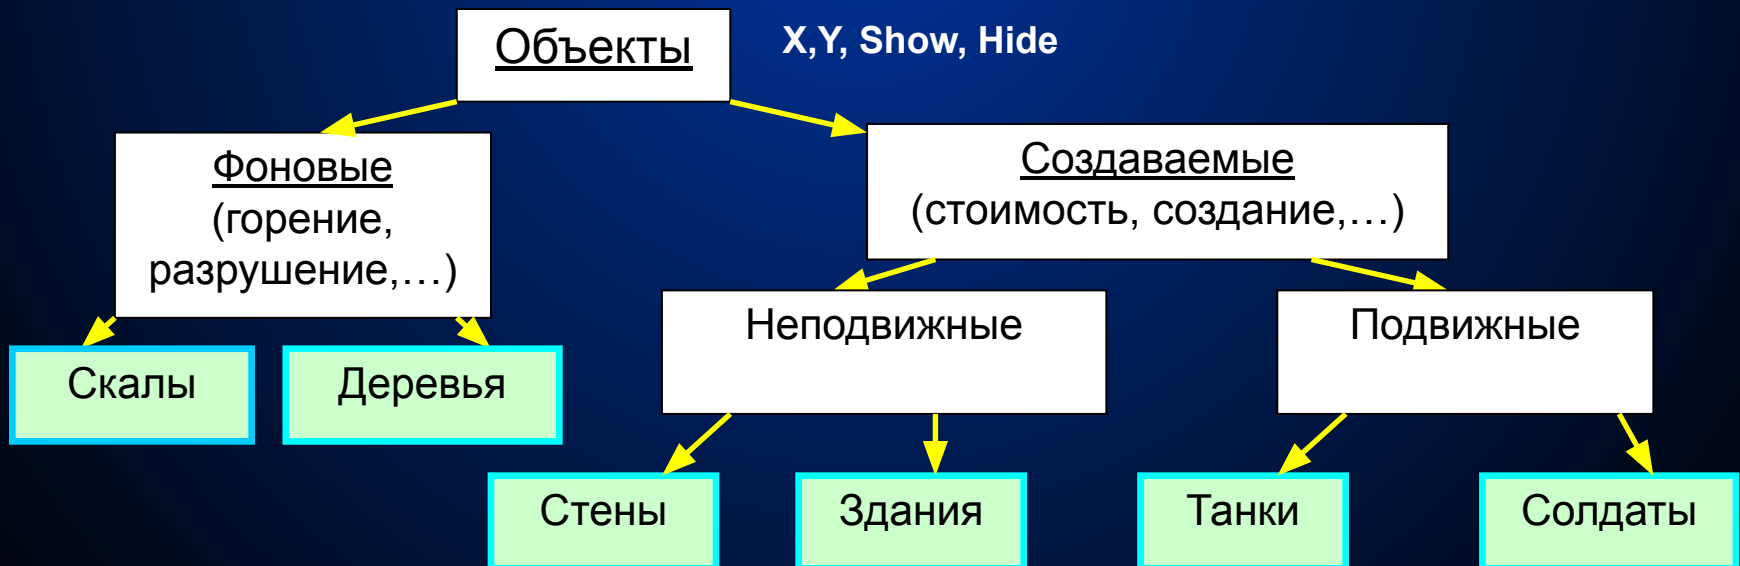 Объекты
X,Y, Show, Hide
Фоновые
(горение,
разрушение,…)
Создаваемые
(стоимость, создание,…)
Скалы
Деревья
Неподвижные
Подвижные
Стены
Здания
Танки
Солдаты